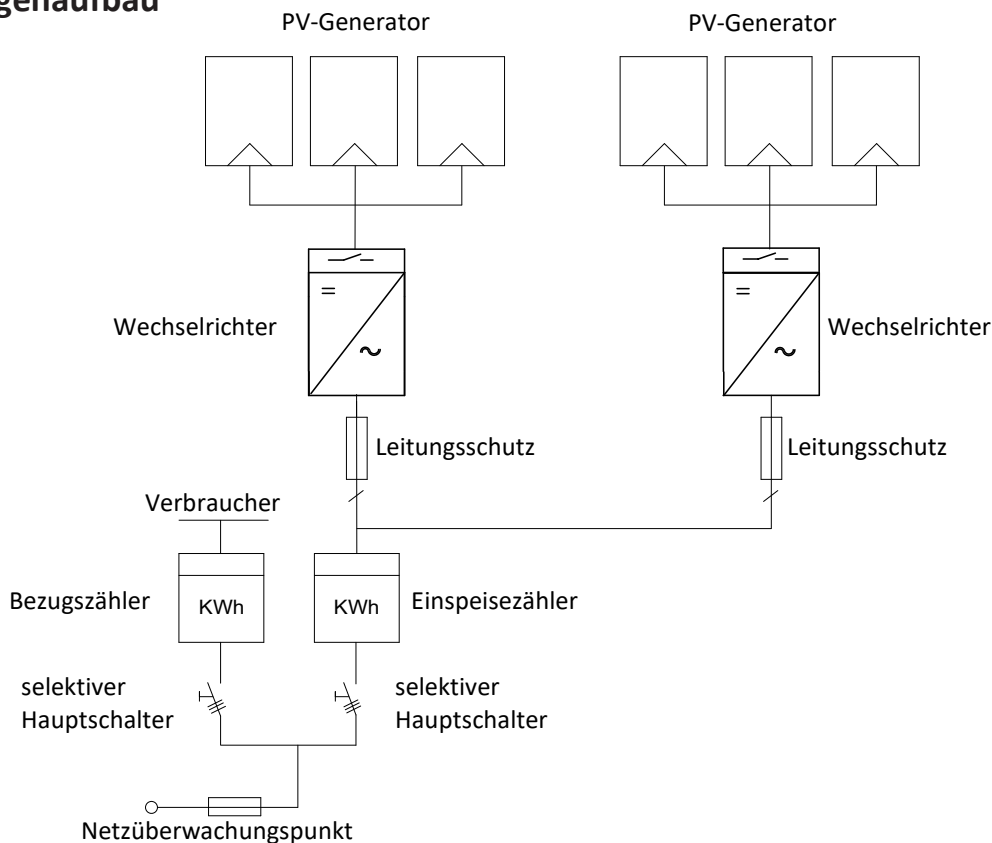 genaufbau
PV-Generator
PV-Generator
Wechselrichter
Wechselrichter
Leitungsschutz
Leitungsschutz
Verbraucher
Bezugszähler
KWh
KWh
Einspeisezähler
selektiver
Hauptschalter
selektiver
Hauptschalter
Netzüberwachungspunkt